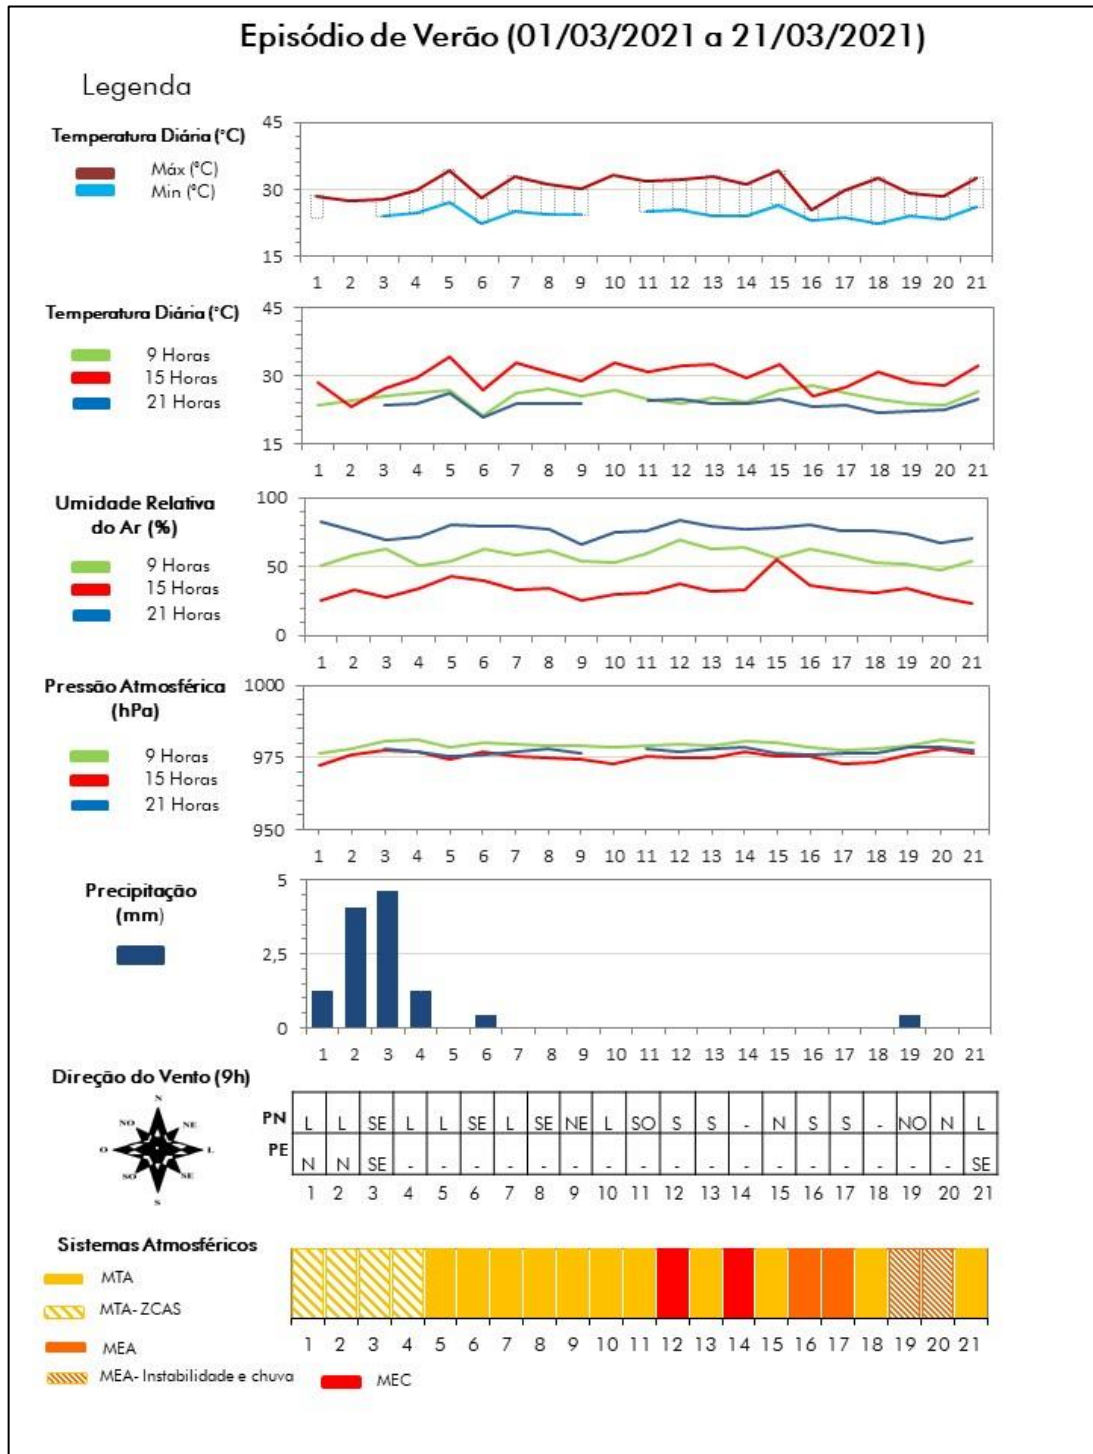 Episódio de Verão (01/03/2021 a 21/03/2021)
Legenda
Temperatura Diária (°C)
Máx (°C)
Min (°C)
45
30
15
1 2 3 4 5 6 7 8 9 10 11 12 13 14 15 16 17 18 19 20 21
Temperatura Diária (°C)
9 Horas
15 Horas
21 Horas
45
30
15
1 2 3 4 5 6 7 8 9 10 11 12 13 14 15 16 17 18 19 20 21
Umidade Relativa
do Ar (%)
9 Horas
15 Horas
21 Horas
100
50
0
1 2 3 4 5 6 7 8 9 10 11 12 13 14 15 16 17 18 19 20 21
Pressão Atmosférica
(hPa)
9 Horas
15 Horas
21 Horas
1000
975
950
1 2 3 4 5 6 7 8 9 10 11 12 13 14 15 16 17 18 19 20 21
Precipitação
(mm)
5
2,5
0
1 2 3 4 5 6 7 8 9 10 11 12 13 14 15 16 17 18 19 20 21
Direção do Vento (9h)
N
NO NE
O L
SO SE
S
PN L L SE L L SE L SE NE L SO S S - N S S - NO N L
PE N N SE - - - - - - - - - - - - - - - - - SE
1 2 3 4 5 6 7 8 9 10 11 12 13 14 15 16 17 18 19 20 21
Sistemas Atmosféricos
MTA
MTA- ZCAS
MEA
MEA- Instabilidade e chuva
MEC
1 2 3 4 5 6 7 8 9 10 11 12 13 14 15 16 17 18 19 20 21